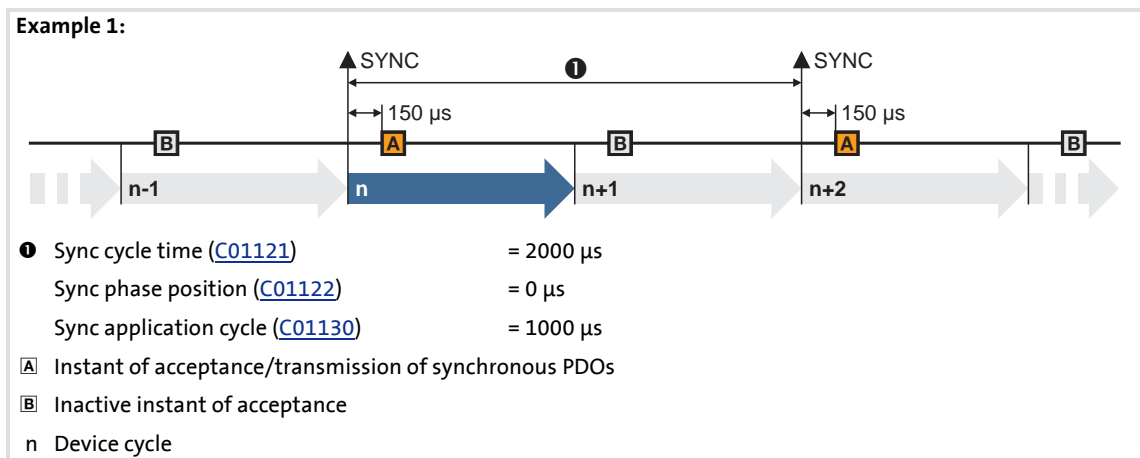 Example 1:
SYNC ❶ SYNC
150 µs 150 µs
B A B A B
n-1 n n+1 n+2
❶ Sync cycle time (C01121) = 2000 µs
Sync phase position (C01122) = 0 µs
Sync application cycle (C01130) = 1000 µs
A Instant of acceptance/transmission of synchronous PDOs
B Inactive instant of acceptance
n Device cycle